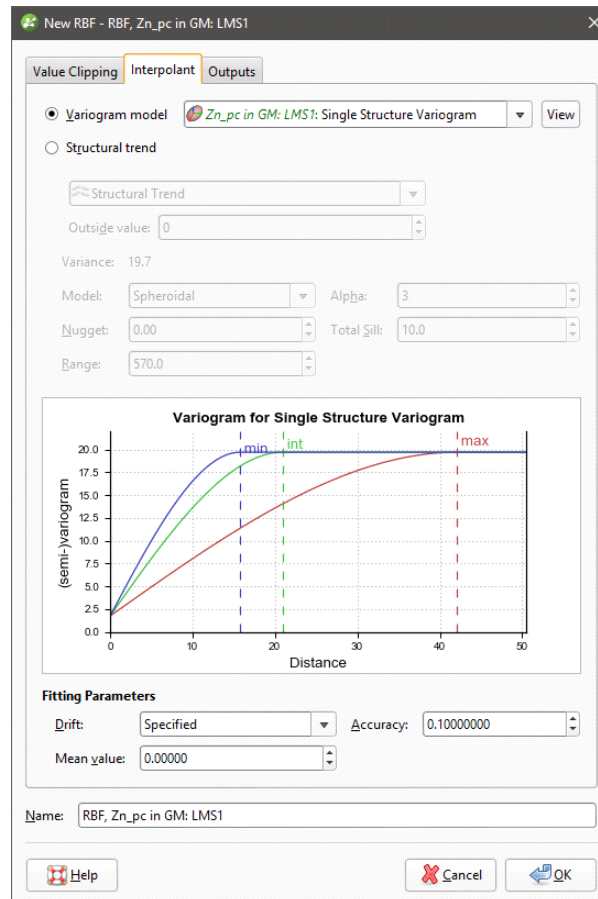 New RBF - RBF, Zn_pc in GM: LMS1
Value Clipping Interpolant Outputs
Variogram model Zn_pc in GM: LMS1: Single Structure Variogram View
Structural trend
Structural Trend
Outside value: 0
Variance: 19.7
Model: Spheroidal Alpha: 3
Nugget: 0.00 Total Sill: 10.0
Range: 570.0
Variogram for Single Structure Variogram
min int max
20.0
17.5
15.0
12.5
10.0
7.5
5.0
2.5
0.0
(semi-)variogram
0 10 20 30 40 50
Distance
Fitting Parameters
Drift: Specified Accuracy: 0.10000000
Mean value: 0.00000
Name: RBF, Zn_pc in GM: LMS1
Help Cancel OK